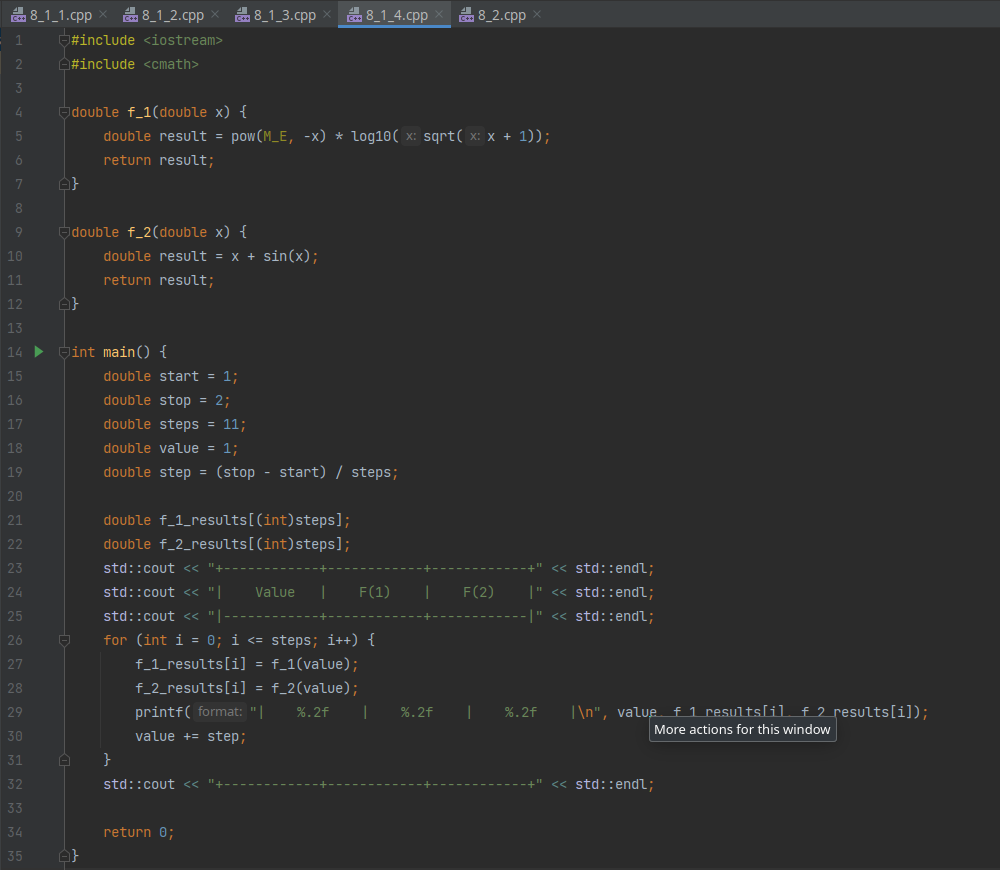 8_1_1.cpp 8_1_2.cpp 8_1_3.cpp 8_1_4.cpp 8_2.cpp
1 #include <iostream>
2 #include <cmath>
3
4 double f_1(double x) {
5     double result = pow(M_E, -x) * log10( x: sqrt( x: x + 1));
6     return result;
7 }
8
9 double f_2(double x) {
10     double result = x + sin(x);
11     return result;
12 }
13
14 int main() {
15     double start = 1;
16     double stop = 2;
17     double steps = 11;
18     double value = 1;
19     double step = (stop - start) / steps;
20
21     double f_1_results[(int)steps];
22     double f_2_results[(int)steps];
23     std::cout << "+------------+------------+------------+" << std::endl;
24     std::cout << "|    Value   |    F(1)    |    F(2)    |" << std::endl;
25     std::cout << "|------------+------------+------------|" << std::endl;
26     for (int i = 0; i <= steps; i++) {
27         f_1_results[i] = f_1(value);
28         f_2_results[i] = f_2(value);
29         printf( format: "|    %.2f    |    %.2f    |    %.2f    |\n", value, f_1_results[i], f_2_results[i]);
More actions for this window
30         value += step;
31     }
32     std::cout << "+------------+------------+------------+" << std::endl;
33
34     return 0;
35 }